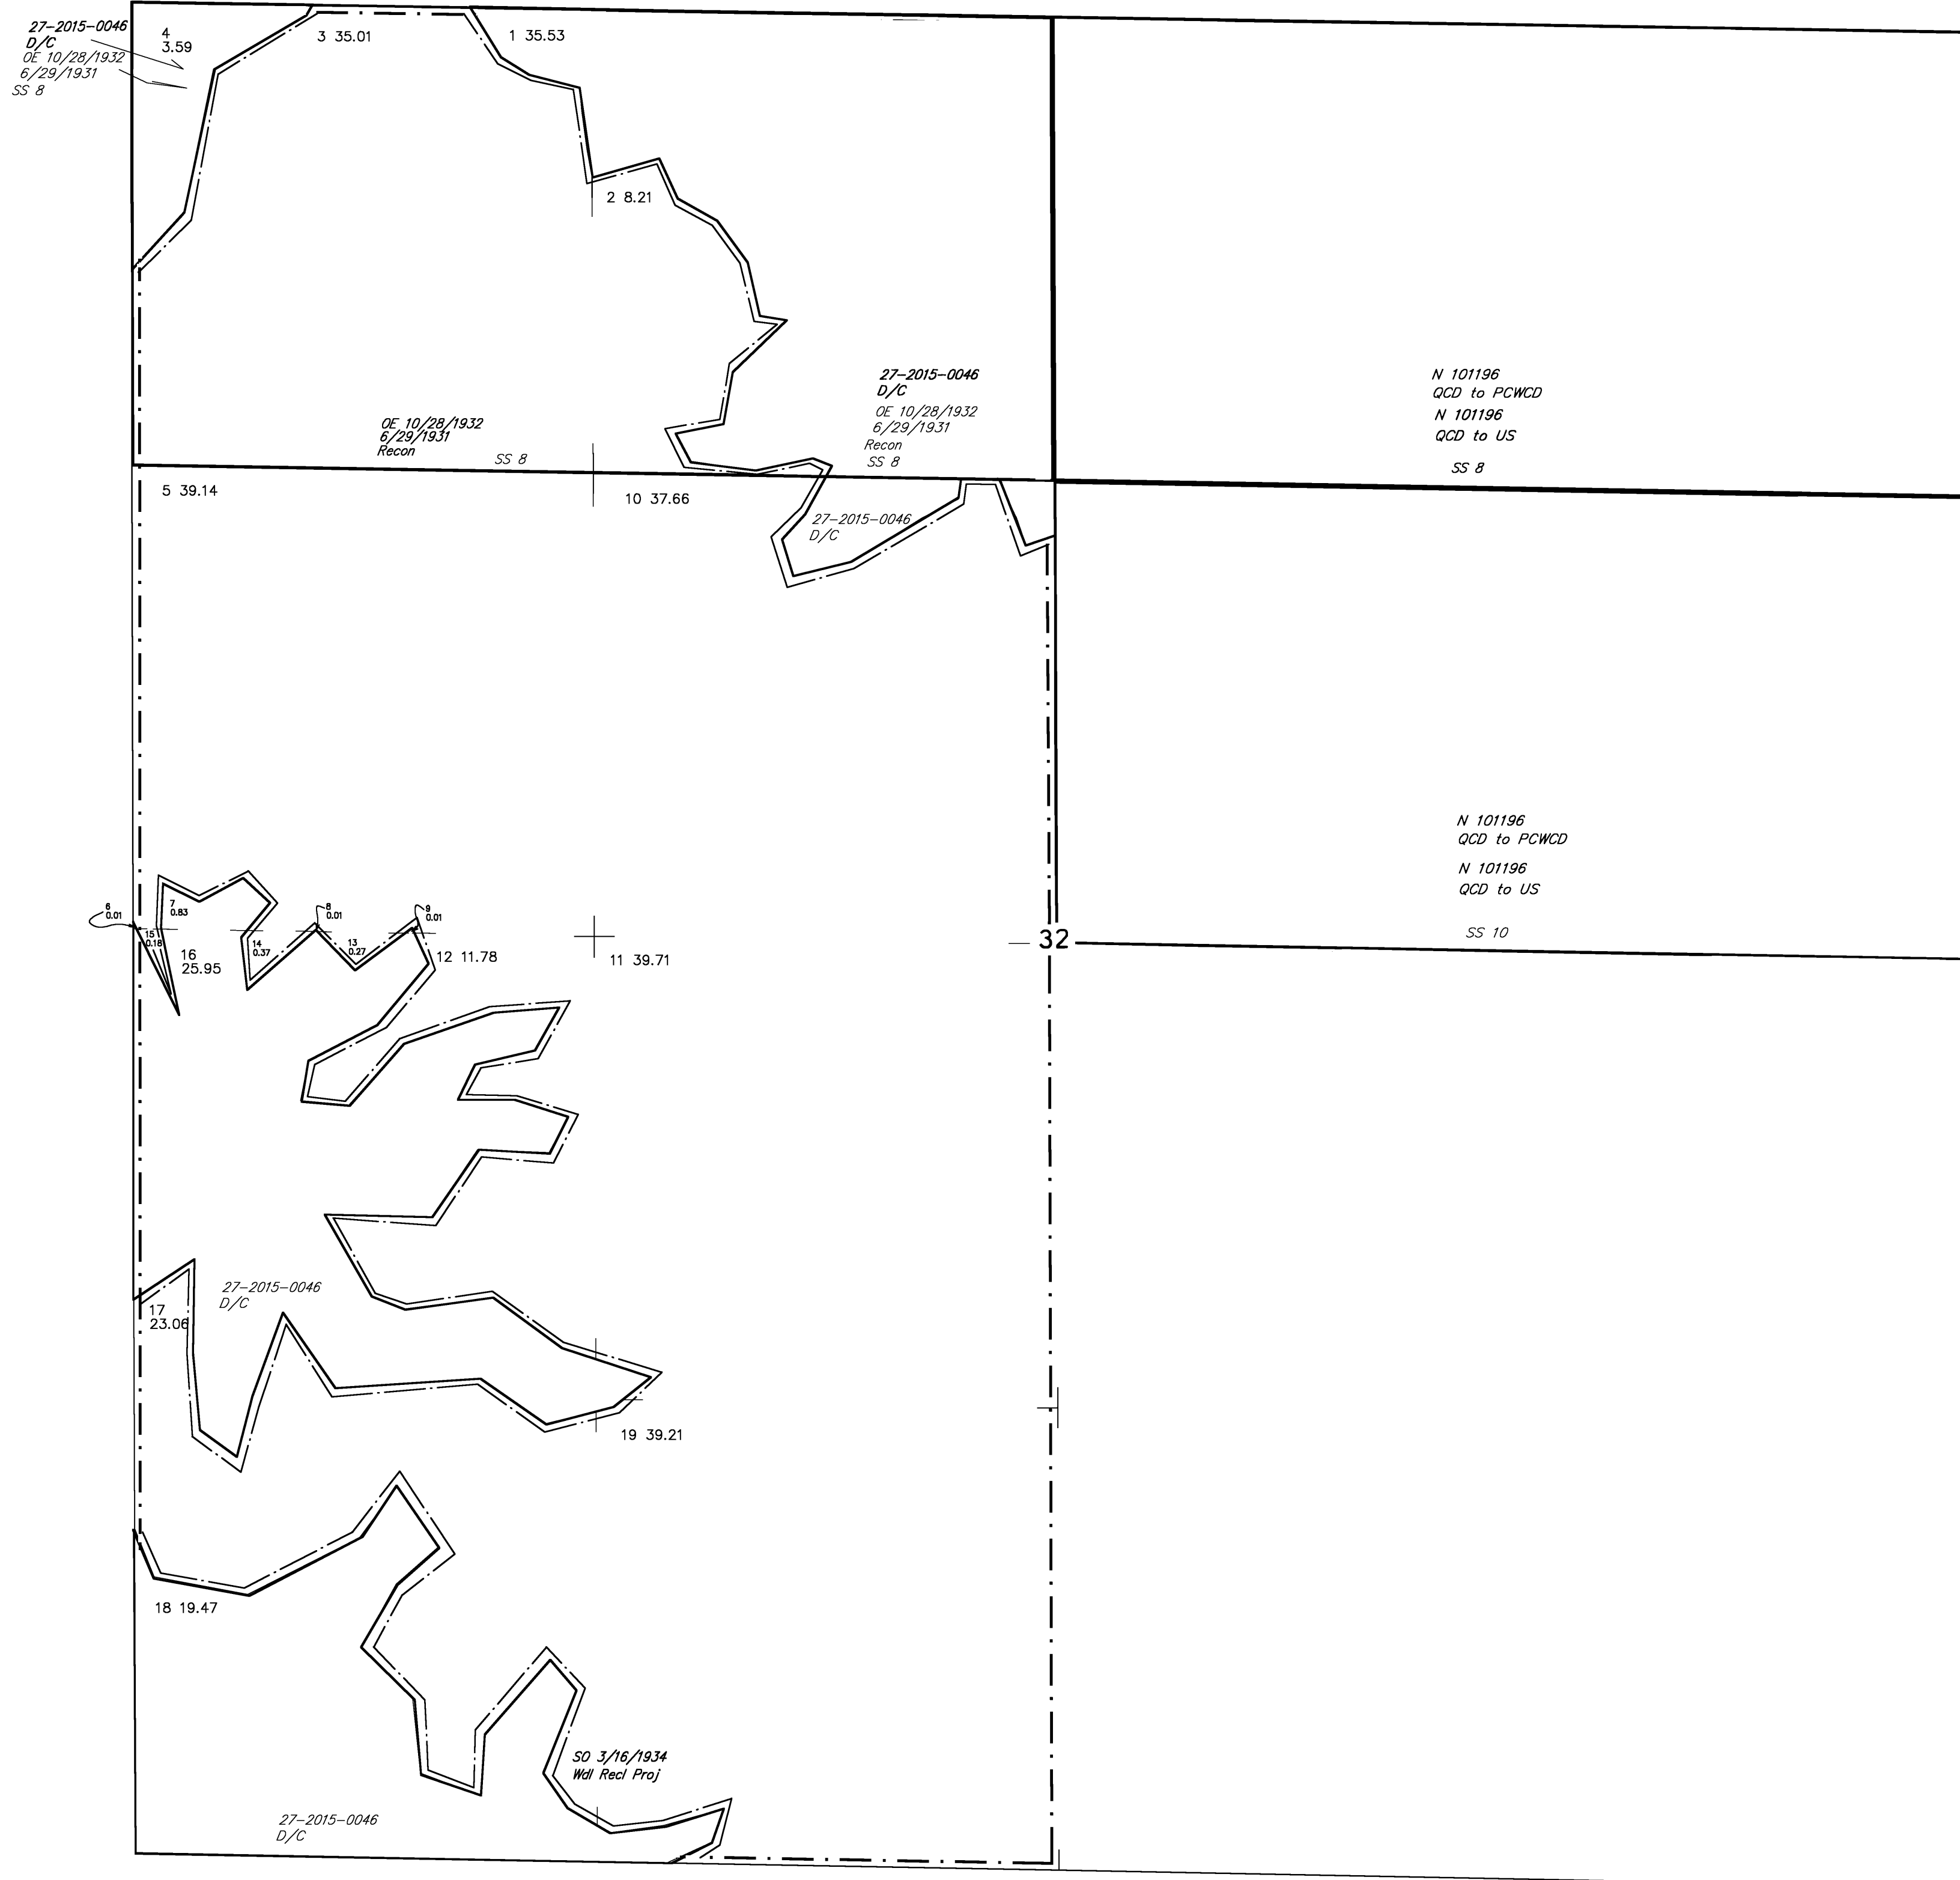 27-2015-0046
D/C
OE 10/28/1932
6/29/1931
SS 8
4
3.59
3 35.01
1 35.53
2 8.21
27-2015-0046
D/C
OE 10/28/1932
6/29/1931
Recon
SS 8
N 101196
QCD to PCWCD
N 101196
QCD to US
SS 8
OE 10/28/1932
6/29/1931
Recon
SS 8
5 39.14
10 37.66
27-2015-0046
D/C
N 101196
QCD to PCWCD
N 101196
QCD to US
SS 10
6
0.01
7
0.83
8
0.01
9
0.01
15
0.18
16
25.95
14
0.37
13
0.27
12 11.78
11 39.71
32
27-2015-0046
D/C
17
23.06
19 39.21
18 19.47
SO 3/16/1934
Wdl Recl Proj
27-2015-0046
D/C